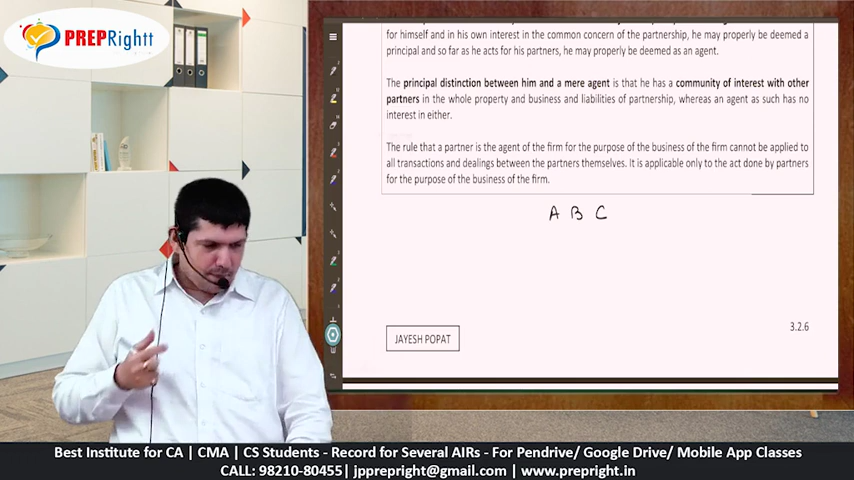 PREPRightt
for himself and in his own interest in the common concern of the partnership, he may properly be deemed a
principal and so far as he acts for his partners, he may properly be deemed as an agent.
The principal distinction between him and a mere agent is that he has a community of interest with other
partners in the whole property and business and liabilities of partnership, whereas an agent as such has no
interest in either.
The rule that a partner is the agent of the firm for the purpose of the business of the firm cannot be applied to
all transactions and dealings between the partners themselves. It is applicable only to the act done by partners
for the purpose of the business of the firm.
A B C
3.2.6
JAYESH POPAT
Best Institute for CA | CMA | CS Students - Record for Several AIRs - For Pendrive/ Google Drive/ Mobile App Classes
CALL: 98210-80455| jpprepright@gmail.com | www.prepright.in